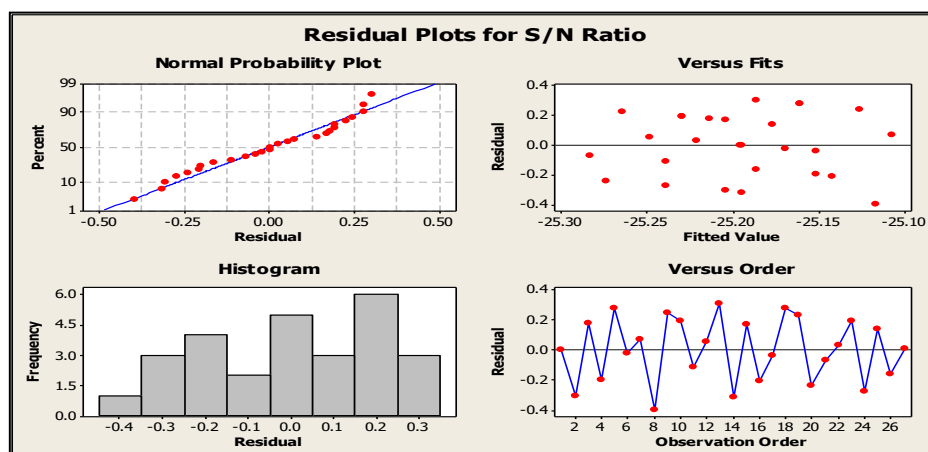 Residual Plots for S/N Ratio
Normal Probability Plot
99
90
50
10
1
Percent
-0.50 -0.25 0.00 0.25 0.50
Residual
Versus Fits
0.4
0.2
0.0
-0.2
-0.4
Residual
-25.30 -25.25 -25.20 -25.15 -25.10
Fitted Value
Histogram
6.0
4.5
3.0
1.5
0.0
Frequency
-0.4 -0.3 -0.2 -0.1 0.0 0.1 0.2 0.3
Residual
Versus Order
0.4
0.2
0.0
-0.2
-0.4
Residual
2 4 6 8 10 12 14 16 18 20 22 24 26
Observation Order